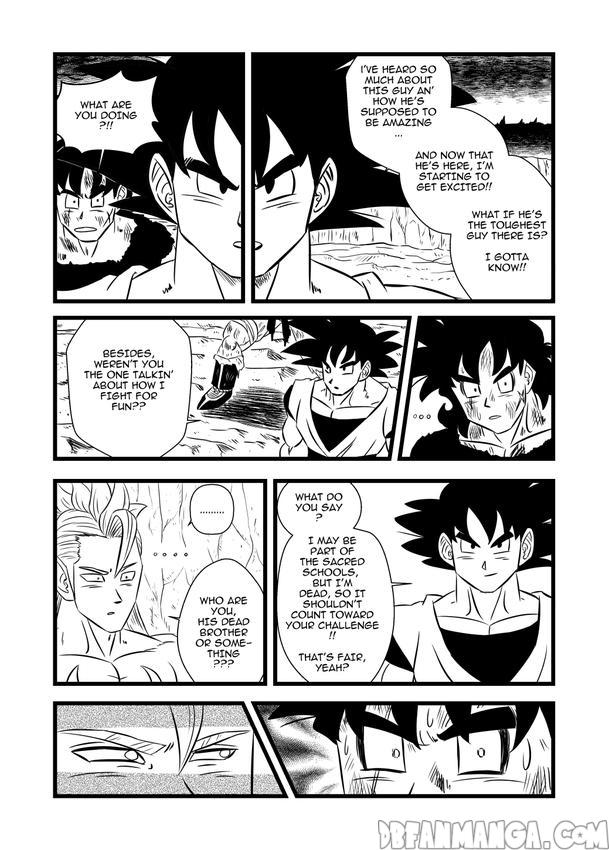 WHAT ARE
YOU DOING
?!!
I'VE HEARD SO
MUCH ABOUT
THIS GUY AN'
HOW HE'S
SUPPOSED TO
BE AMAZING
...
AND NOW THAT
HE'S HERE, I'M
STARTING TO
GET EXCITED!!
WHAT IF HE'S
THE TOUGHEST
GUY THERE IS?
I GOTTA
KNOW!!
BESIDES,
WEREN'T YOU
THE ONE TALKIN'
ABOUT HOW I
FIGHT FOR
FUN??
...
..........
....
WHO ARE
YOU,
HIS DEAD
BROTHER
OR SOME-
THING
???
WHAT DO
YOU SAY
?
I MAY BE
PART OF
THE SACRED
SCHOOLS,
BUT I'M
DEAD, SO IT
SHOULDN'T
COUNT TOWARD
YOUR CHALLENGE
!!
THAT'S FAIR,
YEAH?
DBFANMANGA.COM